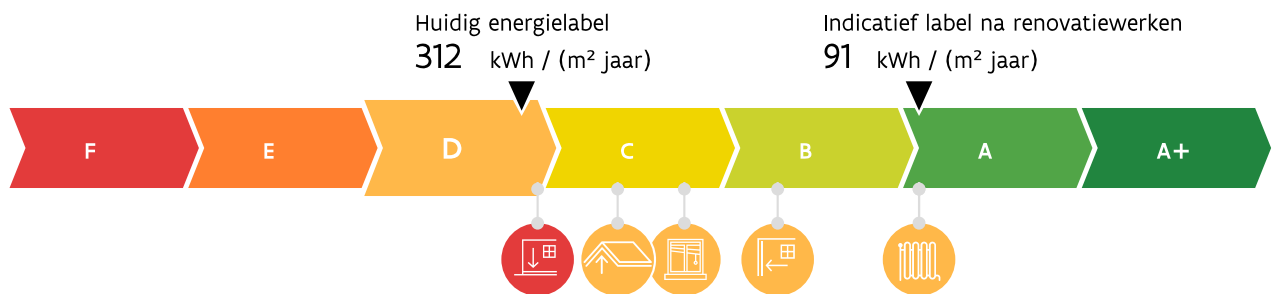 Huidig energielabel
312 kWh / (m² jaar)
Indicatief label na renovatiewerken
91 kWh / (m² jaar)
F
E
D
C
B
A
A+